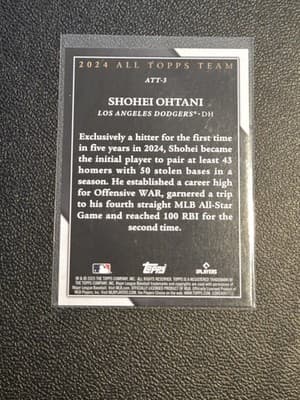 2024 ALL TOPPS TEAM
ATT-3
SHOHEI OHTANI
LOS ANGELES DODGERS® · DH
Exclusively a hitter for the first time
in five years in 2024, Shohei became
the initial player to pair at least 43
homers with 50 stolen bases in a
season. He established a career high
for Offensive WAR, garnered a trip
to his fourth straight MLB All-Star
Game and reached 100 RBI for the
second time.
Topps
PLAYERS